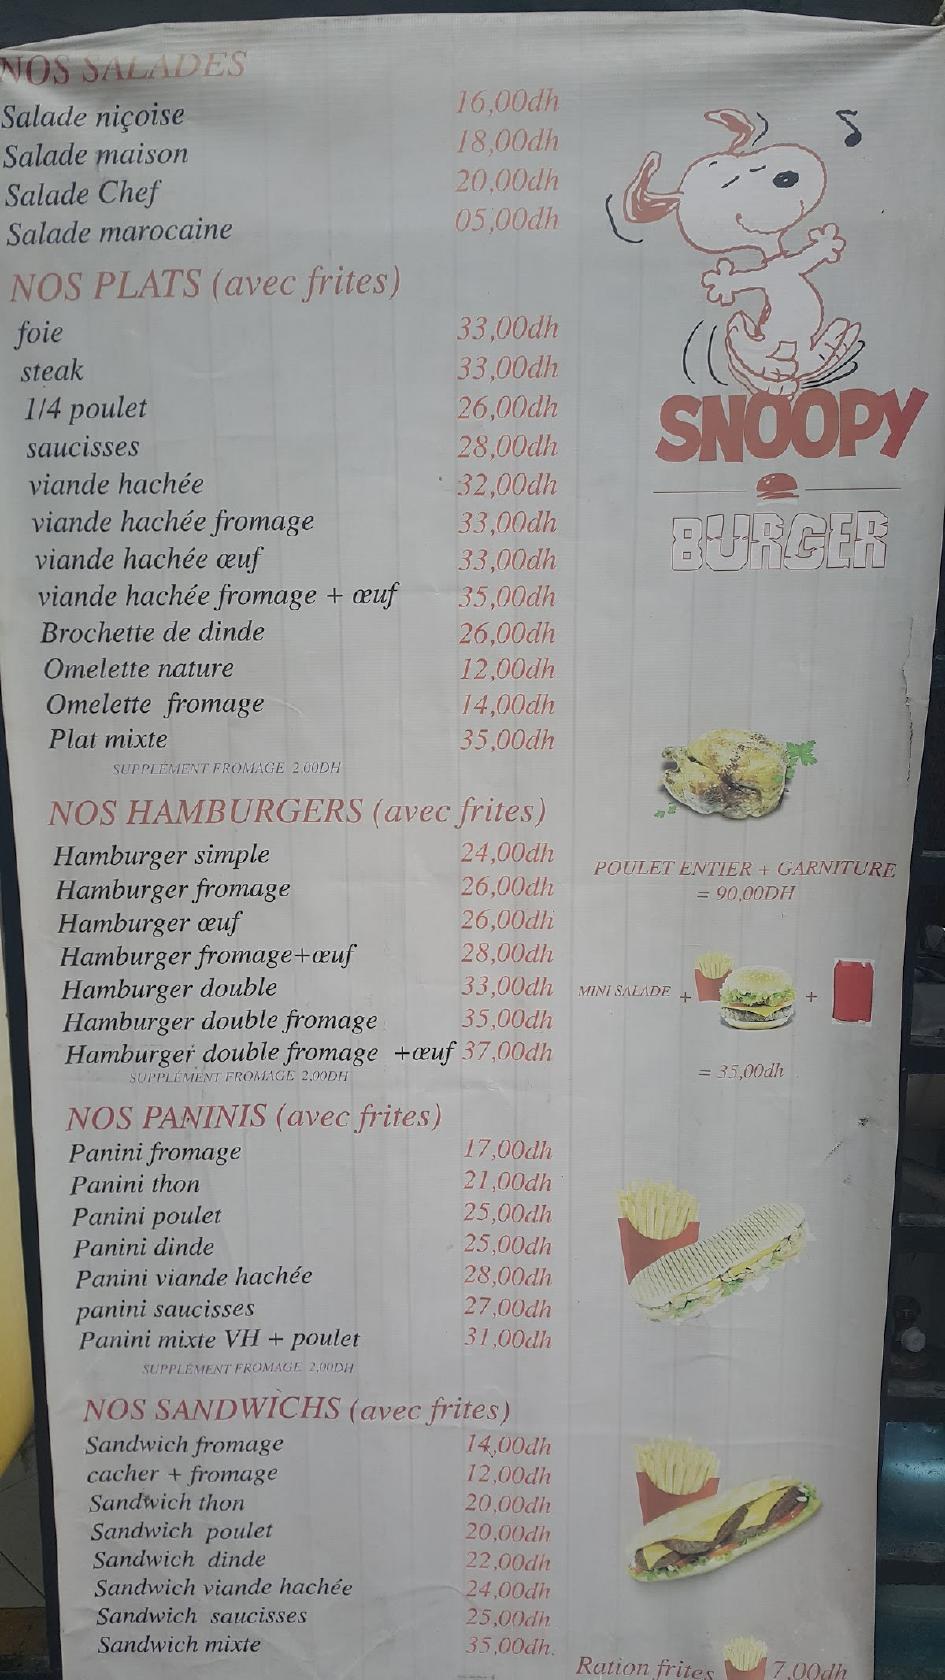 NOS SALADES
Salade niçoise 16,00dh
Salade maison 18,00dh
Salade Chef 20,00dh
Salade marocaine 05,00dh
NOS PLATS (avec frites)
foie 33,00dh
steak 33,00dh
1/4 poulet 26,00dh
saucisses 28,00dh
viande hachée 32,00dh
viande hachée fromage 33,00dh
viande hachée œuf 33,00dh
viande hachée fromage + œuf 35,00dh
Brochette de dinde 26,00dh
Omelette nature 12,00dh
Omelette fromage 14,00dh
Plat mixte 35,00dh
SUPPLEMENT FROMAGE 2,00DH
NOS HAMBURGERS (avec frites)
Hamburger simple 24,00dh
Hamburger fromage 26,00dh
Hamburger œuf 26,00dh
Hamburger fromage+œuf 28,00dh
Hamburger double 33,00dh
Hamburger double fromage 35,00dh
Hamburger double fromage +œuf 37,00dh
SUPPLÉMENT FROMAGE 2,00DH
NOS PANINIS (avec frites)
Panini fromage 17,00dh
Panini thon 21,00dh
Panini poulet 25,00dh
Panini dinde 25,00dh
Panini viande hachée 28,00dh
panini saucisses 27,00dh
Panini mixte VH + poulet 31,00dh
SUPPLÉMENT FROMAGE 2,00DH
NOS SANDWICHS (avec frites)
Sandwich fromage 14,00dh
cacher + fromage 12,00dh
Sandwich thon 20,00dh
Sandwich poulet 20,00dh
Sandwich dinde 22,00dh
Sandwich viande hachée 24,00dh
Sandwich saucisses 25,00dh
Sandwich mixte 35,00dh.
SNOOPY
BURGER
POULET ENTIER + GARNITURE
= 90,00DH
MINI SALADE + +
= 35,00dh
Ration frites 7,00dh